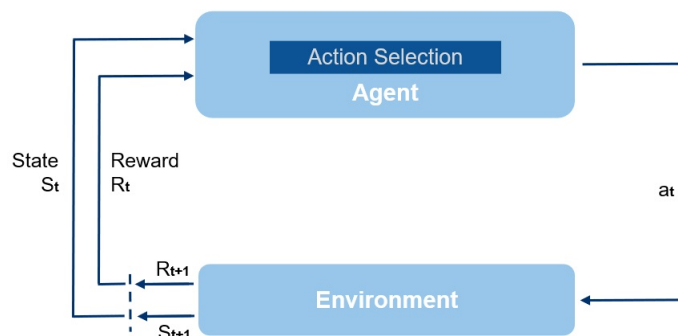 Action Selection
Agent
State
St
Reward
Rt
at
Rt+1
Environment
St+1